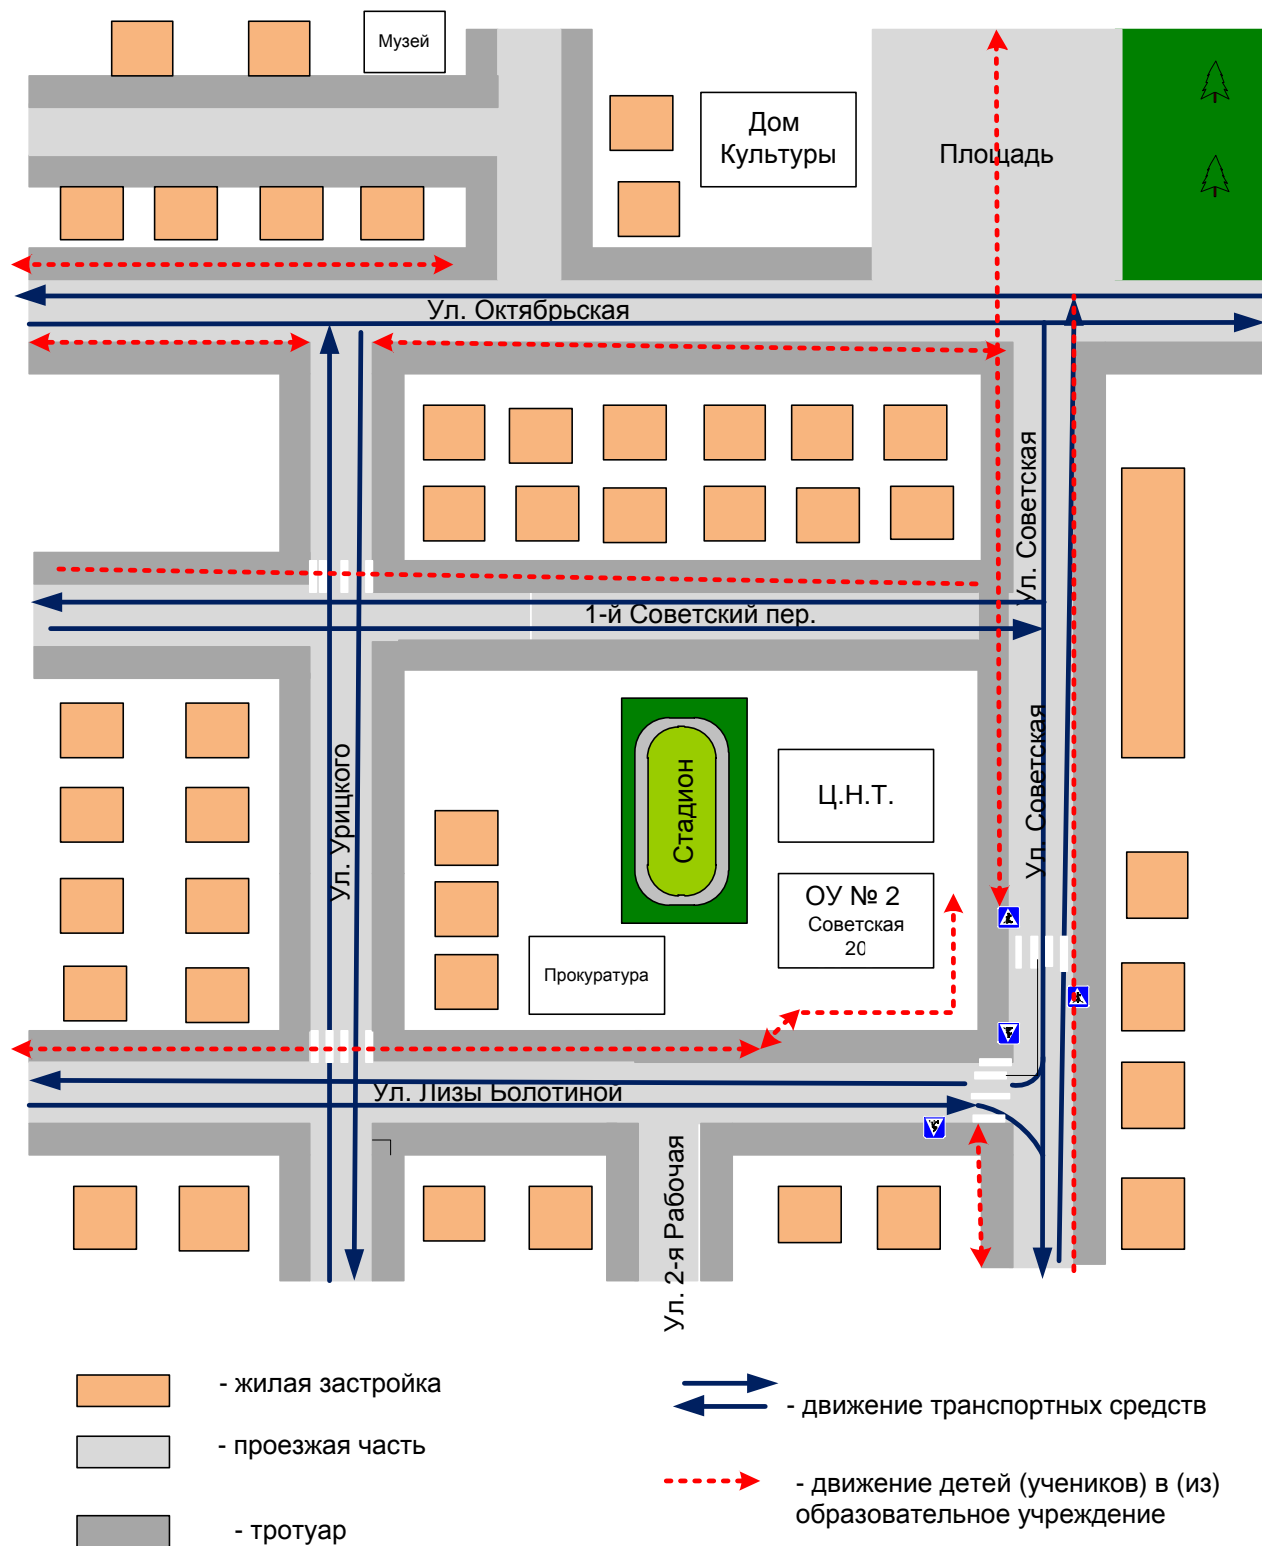 Музей
Дом
Культуры
Площадь
Ул. Октябрьская
Ул. Советская
1-й Советский пер.
Ул. Урицкого
Стадион
Ц.Н.Т.
Ул. Советская
ОУ № 2
Советская
20
Прокуратура
Ул. Лизы Болотиной
Ул. 2-я Рабочая
- жилая застройка
- движение транспортных средств
- проезжая часть
- движение детей (учеников) в (из)
образовательное учреждение
- тротуар